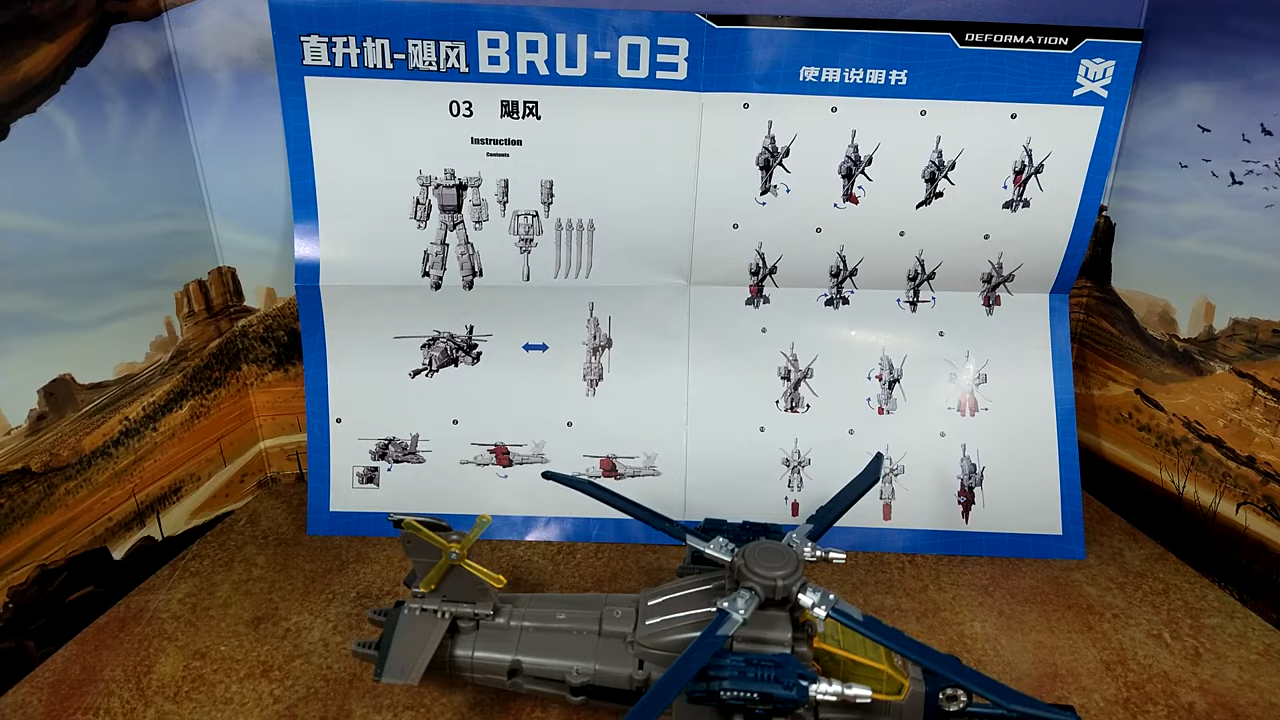 直升机-飓风 BRU-03
DEFORMATION
使用说明书
03 飓风
Instruction
Contents